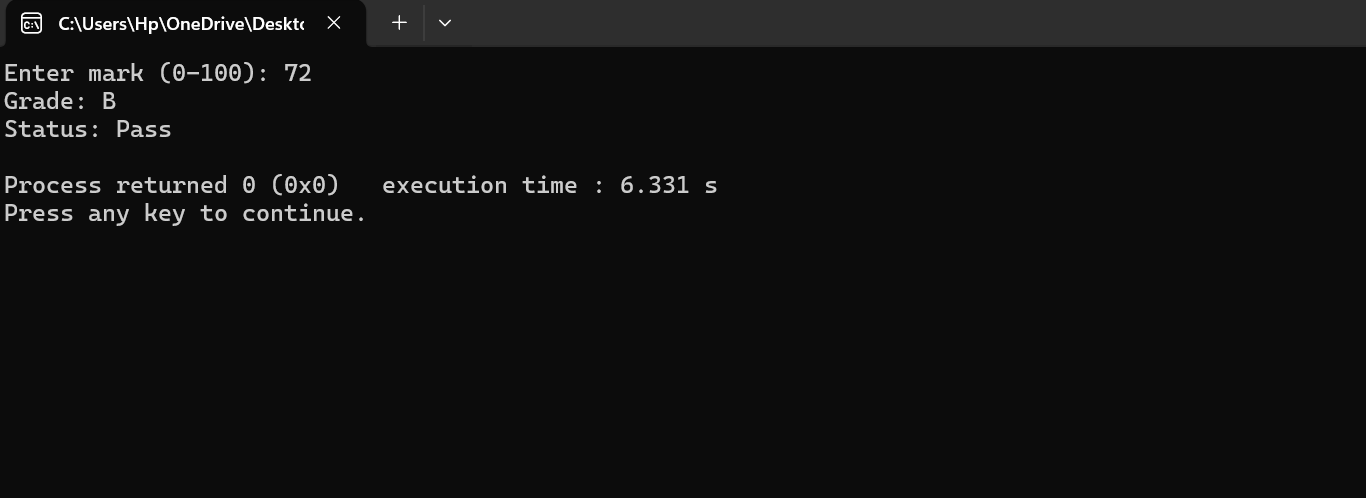 C:\Users\Hp\OneDrive\Deskt
Enter mark (0-100): 72
Grade: B
Status: Pass
Process returned 0 (0x0)   execution time : 6.331 s
Press any key to continue.